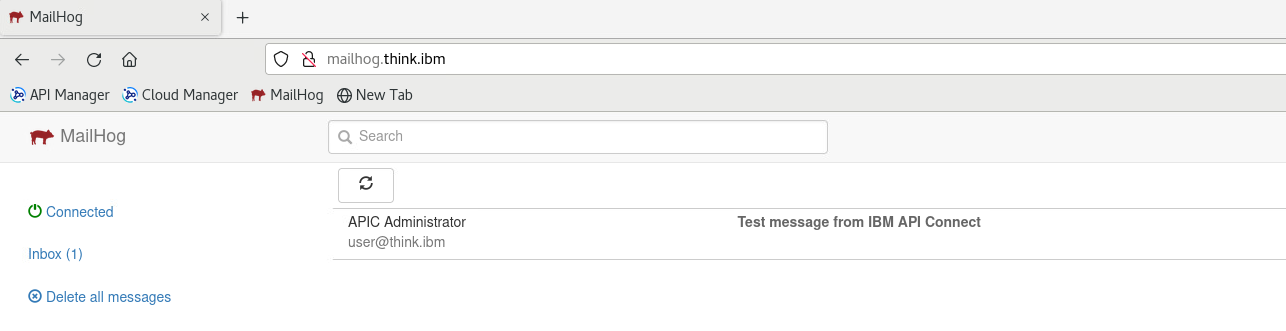 MailHog
mailhog.think.ibm
API Manager Cloud Manager MailHog New Tab
MailHog Search
Connected
Inbox (1)
Delete all messages
APIC Administrator Test message from IBM API Connect
user@think.ibm